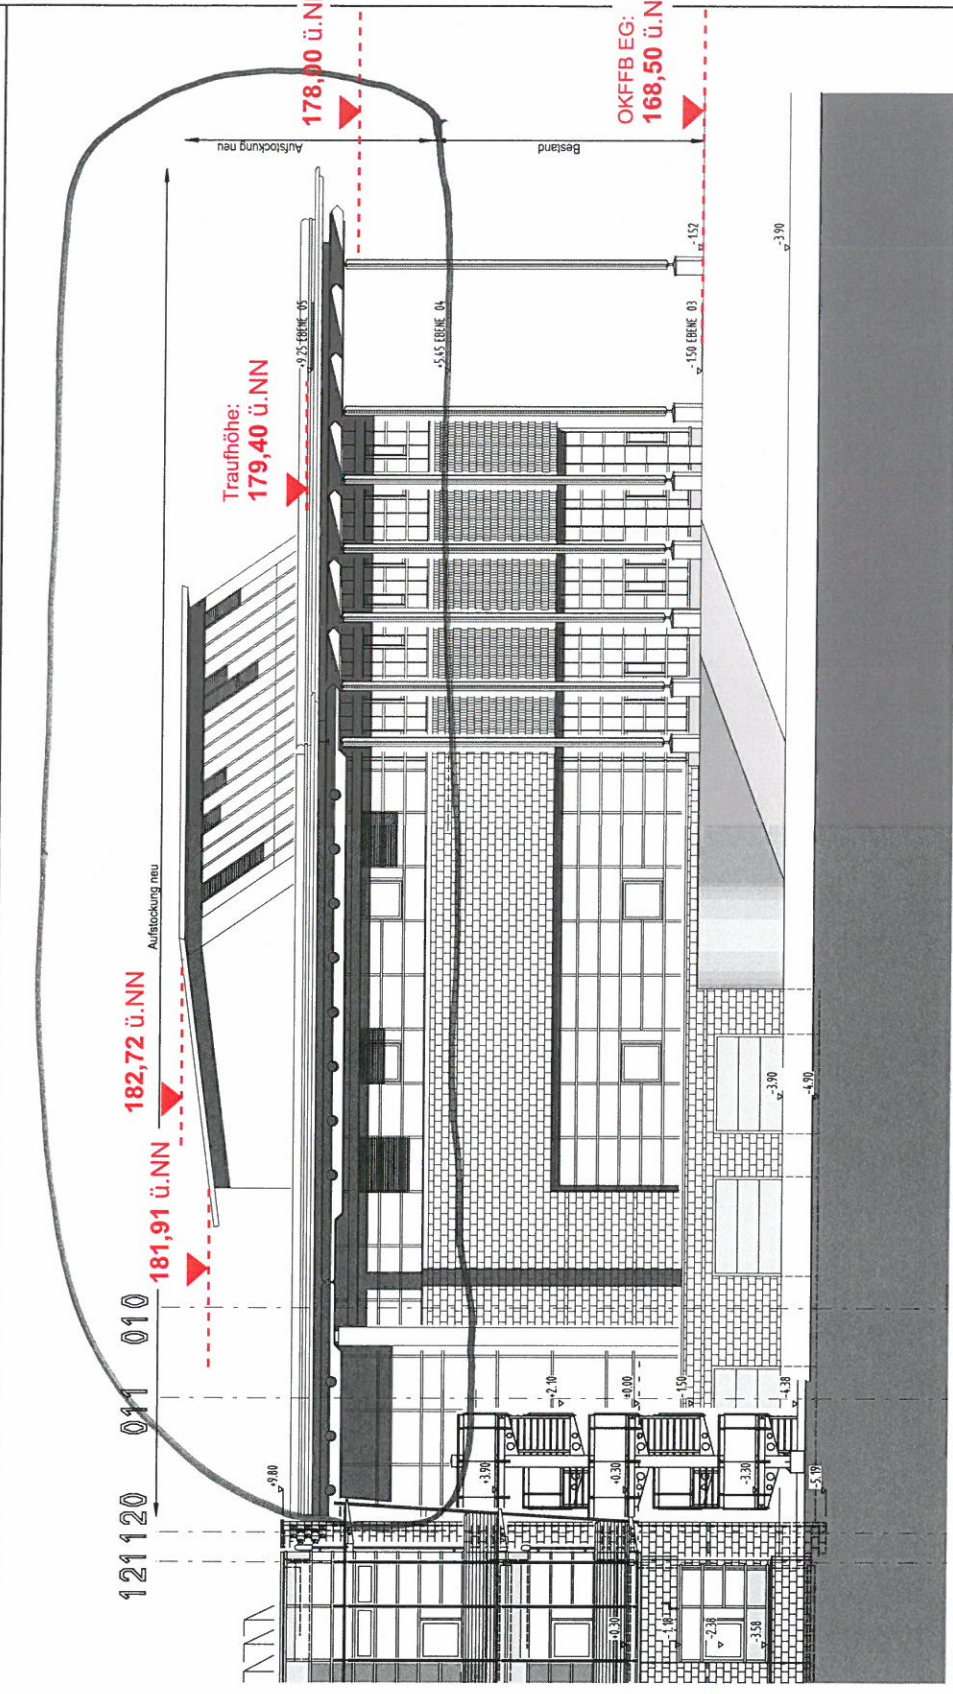 178,00 ü.N
OKFFB EG:
168,50 ü.N
Aufstockung neu
Bestand
-1.52
-3.90
+9.25 EBENE 05
+5.45 EBENE 04
-1.50 EBENE 03
Traufhöhe:
179,40 ü.NN
Aufstockung neu
182,72 ü.NN
181,91 ü.NN
-3.90
-4.90
010
011
120
121
+2.10
±0.00
-1.50
-4.38
+9.80
+3.90
+0.30
-3.30
-5.19
+0.30
-1.18
-2.38
-3.58